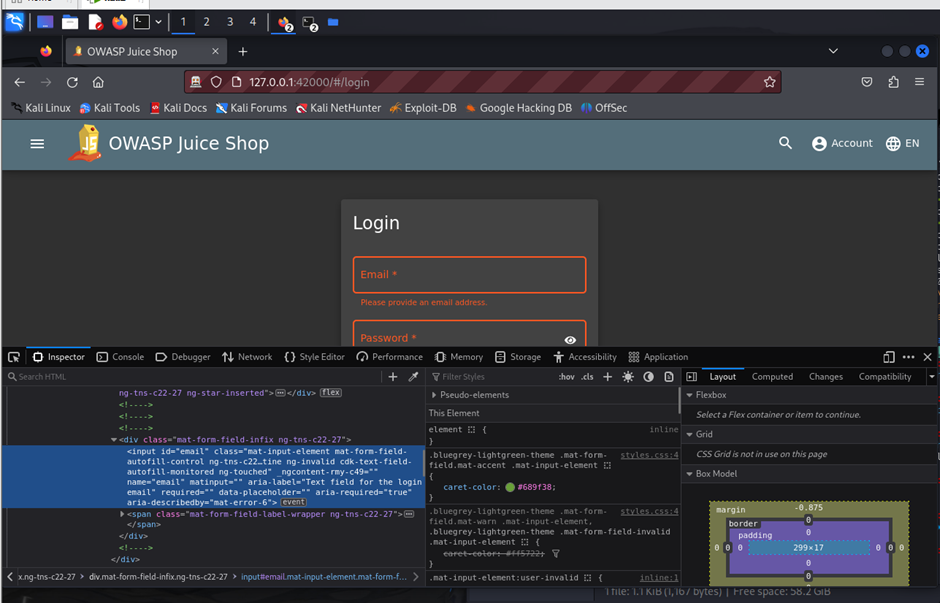 1 2 3 4
OWASP Juice Shop
127.0.0.1:42000/#/login
Kali Linux Kali Tools Kali Docs Kali Forums Kali NetHunter Exploit-DB Google Hacking DB OffSec
OWASP Juice Shop Account EN
Login
Email *
Please provide an email address.
Password *
Inspector Console Debugger Network Style Editor Performance Memory Storage Accessibility Application
Search HTML
ng-tns-c22-27 ng-star-inserted"> </div> flex
<!---->
<!---->
<!---->
<div class="mat-form-field-infix ng-tns-c22-27">
<input id="email" class="mat-input-element mat-form-field-
autofill-control ng-tns-c22…tine ng-invalid cdk-text-field-
autofill-monitored ng-touched" _ngcontent-rmy-c49=""
name="email" matinput="" aria-label="Text field for the login
email" required="" data-placeholder="" aria-required="true"
aria-describedby="mat-error-6"> event
<span class="mat-form-field-label-wrapper ng-tns-c22-27">
</span>
</div>
<!---->
</div>
x.ng-tns-c22-27 div.mat-form-field-infix.ng-tns-c22-27 input#email.mat-input-element.mat-form-f…
Filter Styles :hov .cls
Pseudo-elements
This Element
element { inline
}
.bluegrey-lightgreen-theme .mat-form- styles.css:4
field.mat-accent .mat-input-element
{
caret-color: #689f38;
}
.bluegrey-lightgreen-theme .mat-form- styles.css:4
field.mat-warn .mat-input-element,
.bluegrey-lightgreen-theme .mat-form-field-invalid
.mat-input-element {
caret-color: #ff5722;
}
.mat-input-element:user-invalid { inline:1
Layout Computed Changes Compatibility
Flexbox
Select a Flex container or item to continue.
Grid
CSS Grid is not in use on this page
Box Model
margin -0.875
border 0
padding 0
0 0 0 299×17 0 0 0
0
0
1 file: 1.1 KiB (1,167 bytes) | Free space: 58.2 GiB